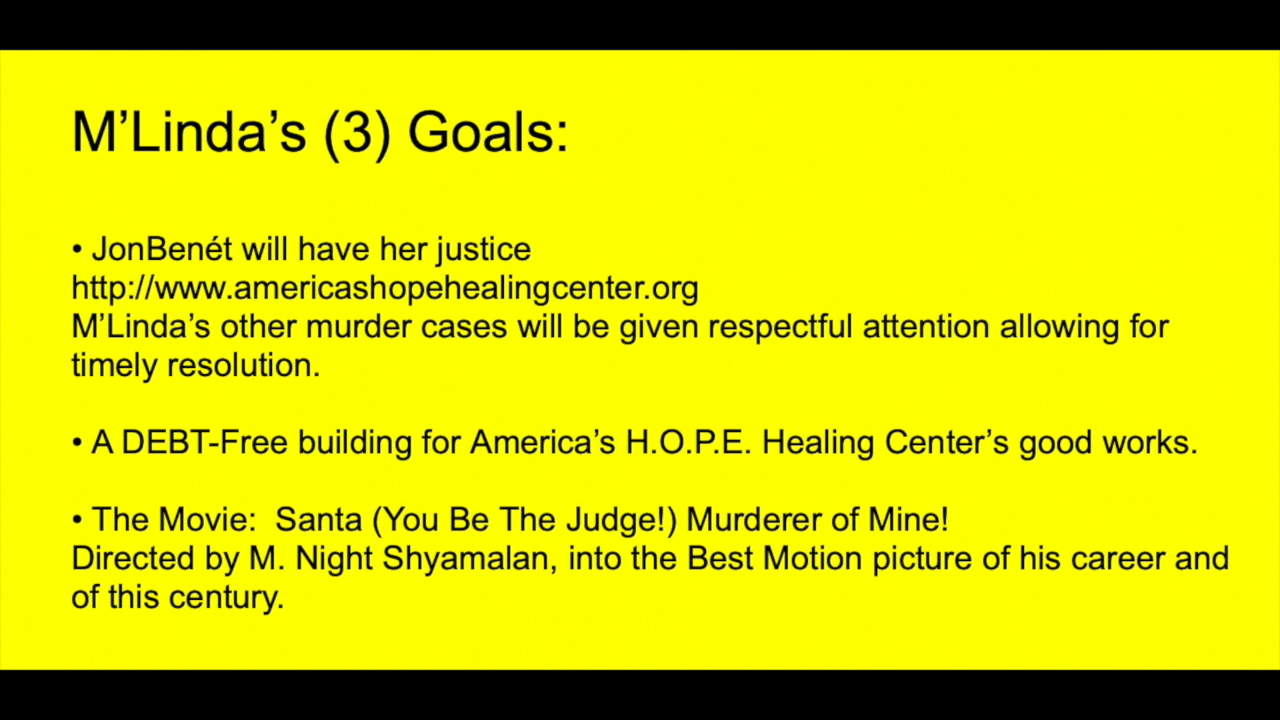 M’Linda’s (3) Goals:
• JonBenét will have her justice
http://www.americashopehealingcenter.org
M’Linda’s other murder cases will be given respectful attention allowing for
timely resolution.
• A DEBT-Free building for America’s H.O.P.E. Healing Center’s good works.
• The Movie:  Santa (You Be The Judge!) Murderer of Mine!
Directed by M. Night Shyamalan, into the Best Motion picture of his career and
of this century.